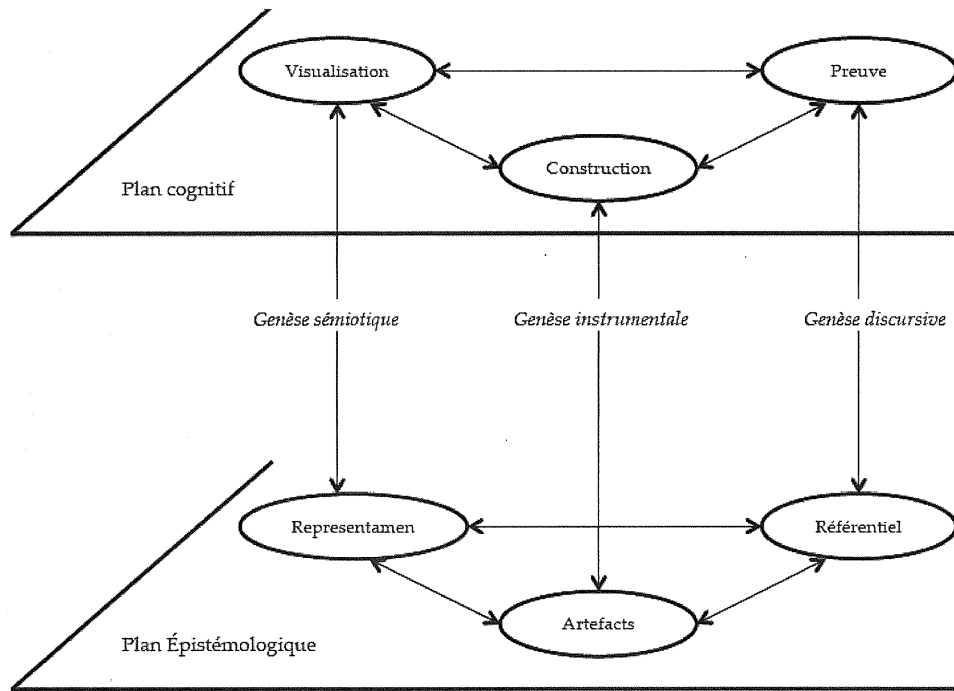 Visualisation
Preuve
Construction
Plan cognitif
Genèse sémiotique
Genèse instrumentale
Genèse discursive
Representamen
Référentiel
Artefacts
Plan Épistémologique